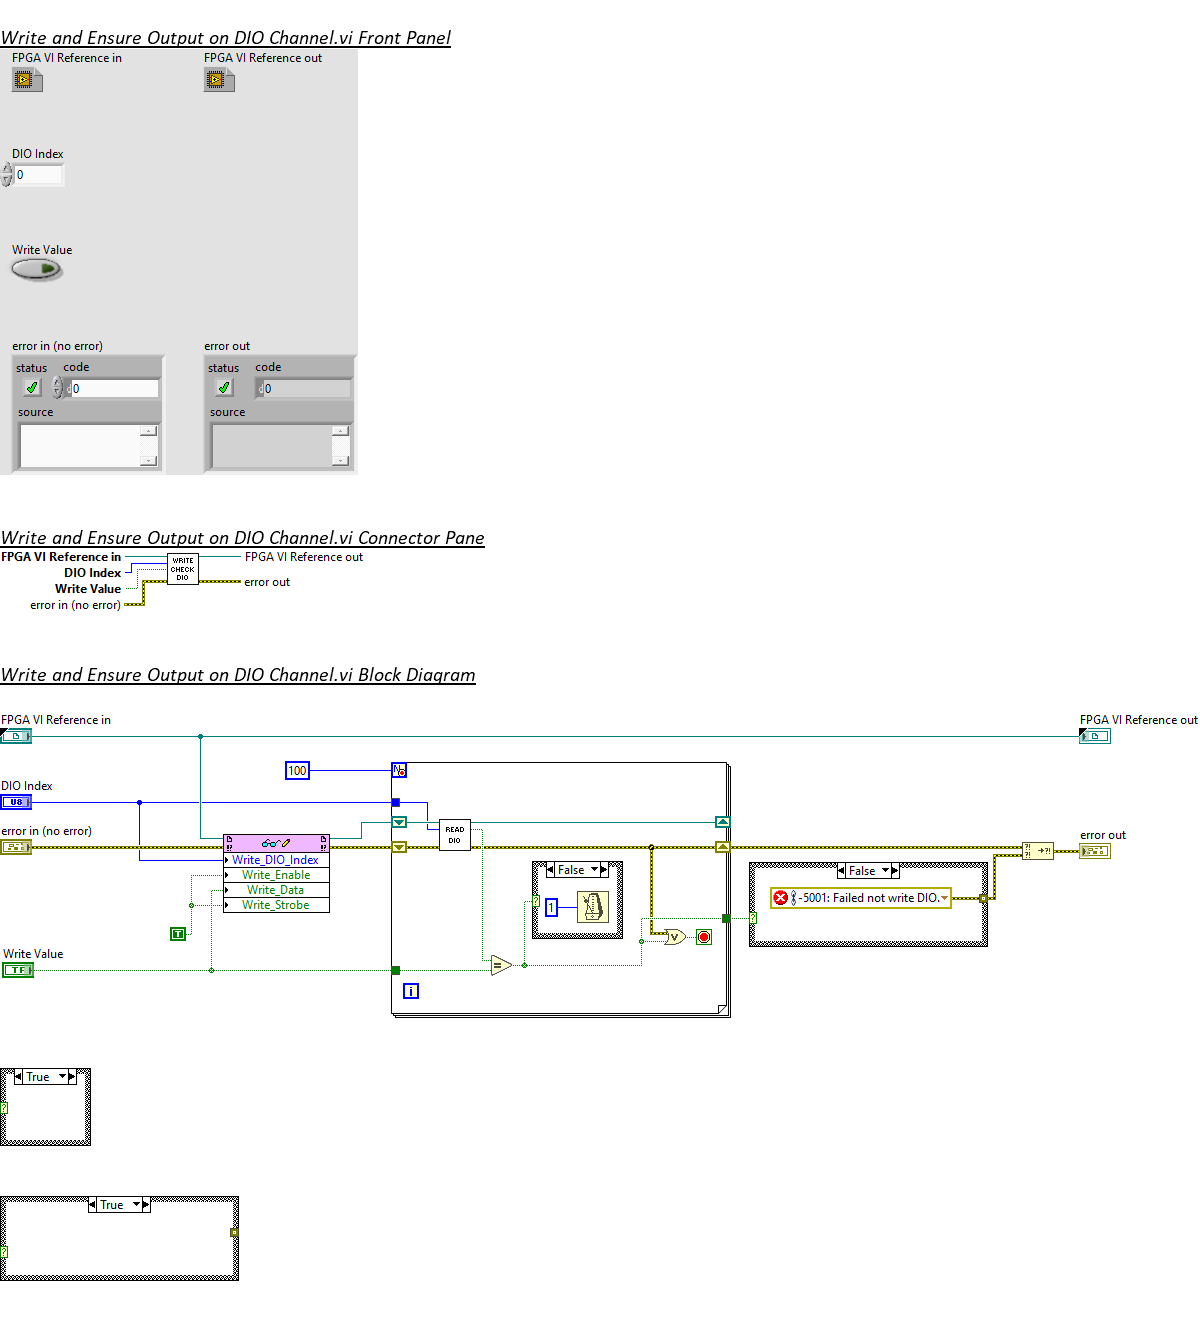 Write and Ensure Output on DIO Channel.vi Front Panel
FPGA VI Reference in
FPGA VI Reference out
DIO Index
0
Write Value
error in (no error)
error out
status
code
status
code
d 0
d 0
source
source
Write and Ensure Output on DIO Channel.vi Connector Pane
FPGA VI Reference in
FPGA VI Reference out
WRITE
CHECK
DIO
DIO Index
Write Value
error out
error in (no error)
Write and Ensure Output on DIO Channel.vi Block Diagram
FPGA VI Reference in
FPGA VI Reference out
100
N
DIO Index
U8
error in (no error)
error out
READ
DIO
Write_DIO_Index
Write_Enable
Write_Data
Write_Strobe
False
1
False
-5001: Failed not write DIO.
T
V
Write Value
TF
=
i
True
True